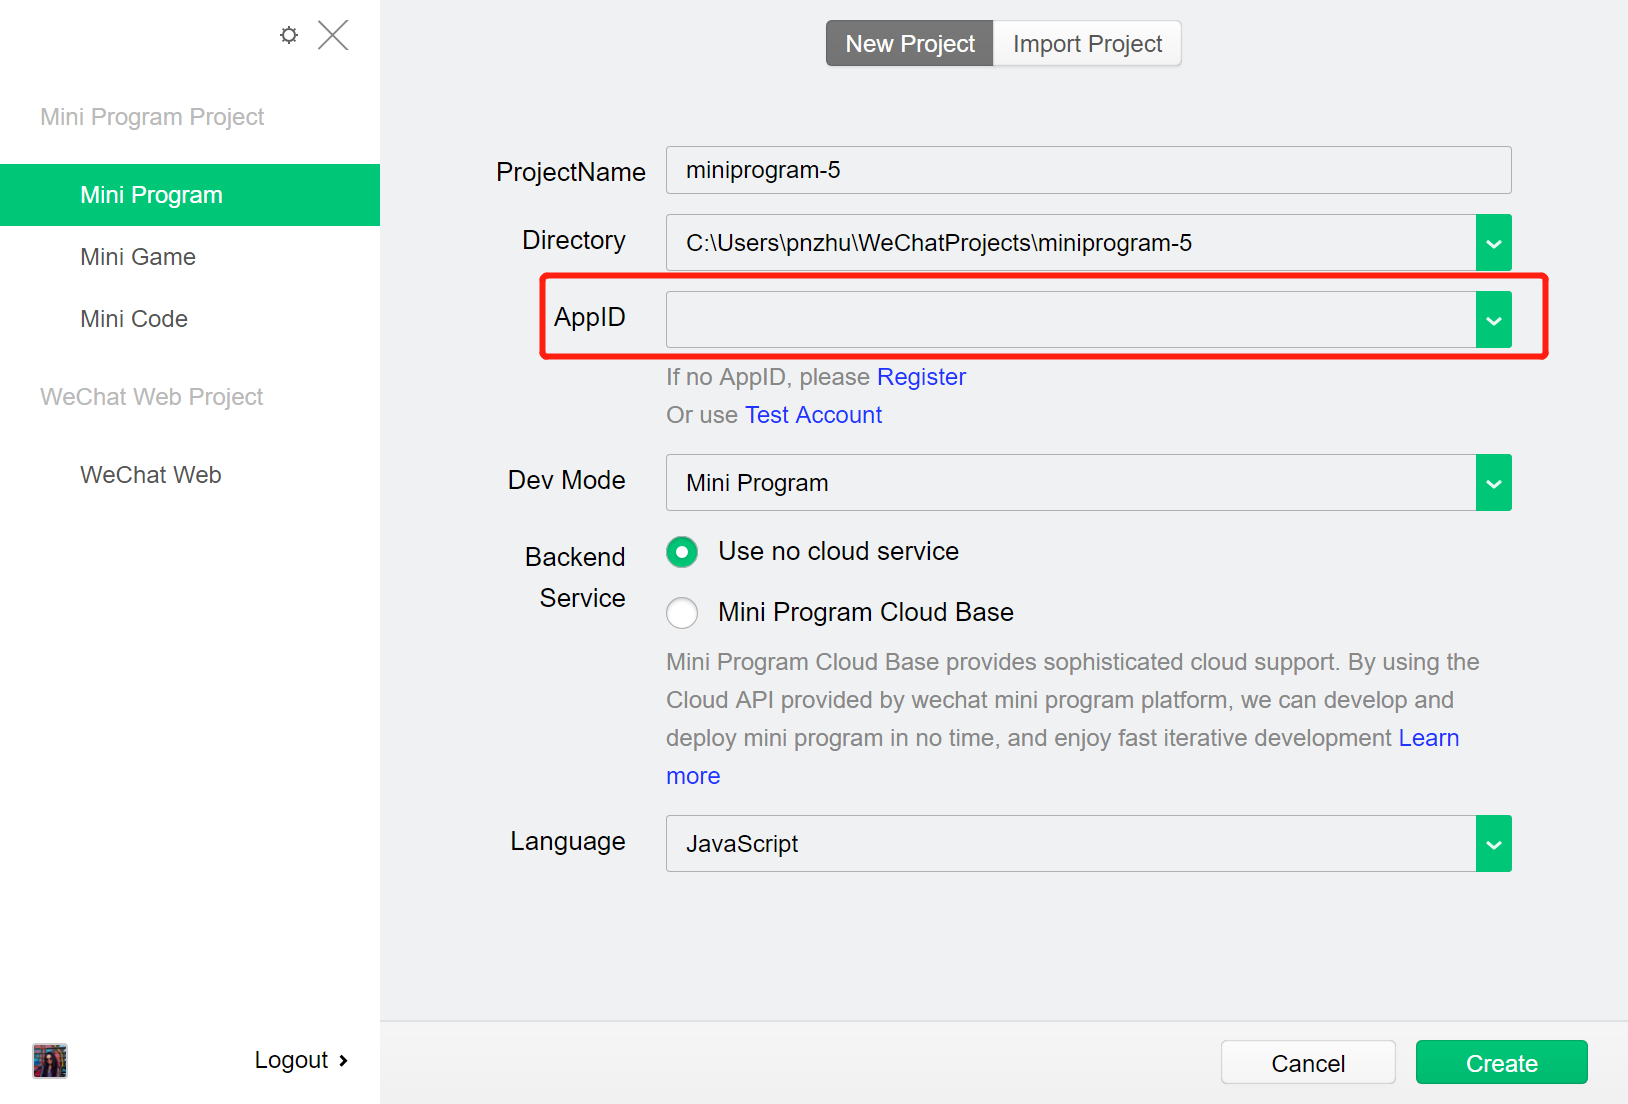 Mini Program Project
Mini Program
Mini Game
Mini Code
WeChat Web Project
WeChat Web
Logout
New Project
Import Project
ProjectName
miniprogram-5
Directory
C:\Users\pnzhu\WeChatProjects\miniprogram-5
AppID
If no AppID, please Register
Or use Test Account
Dev Mode
Mini Program
Backend
Service
Use no cloud service
Mini Program Cloud Base
Mini Program Cloud Base provides sophisticated cloud support. By using the
Cloud API provided by wechat mini program platform, we can develop and
deploy mini program in no time, and enjoy fast iterative development Learn
more
Language
JavaScript
Cancel
Create